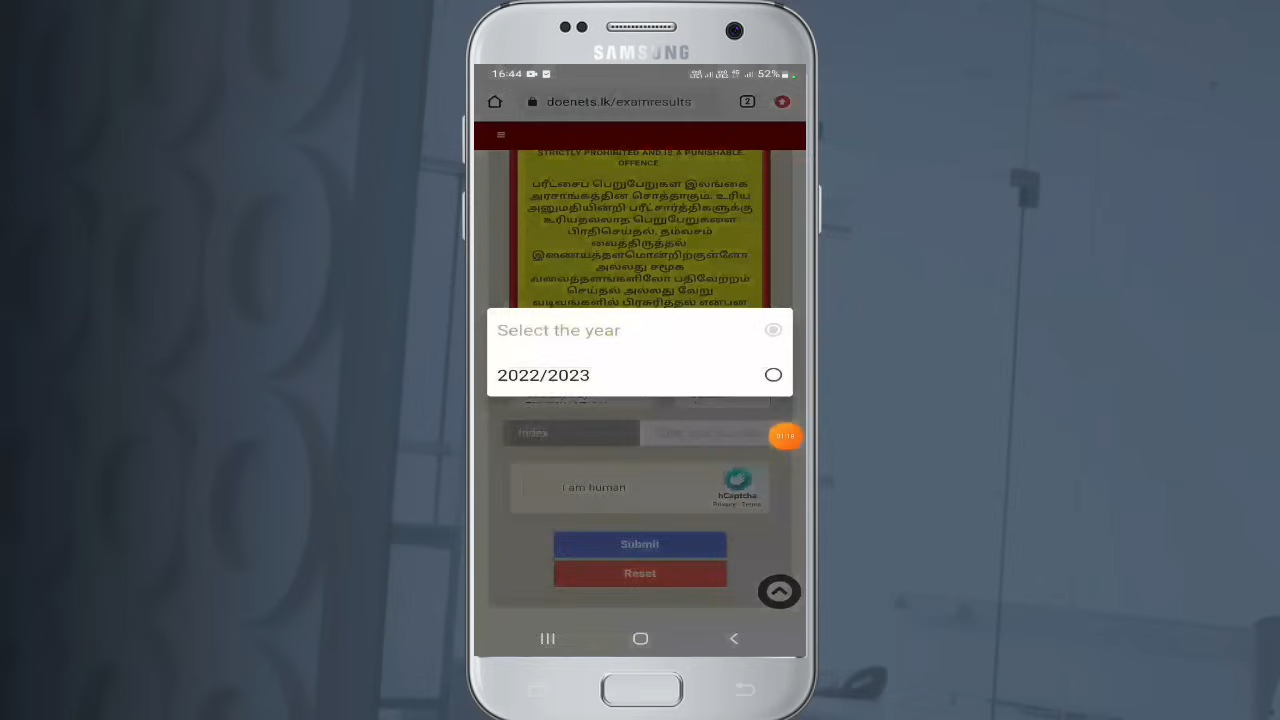 SAMSUNG
16:44 52%
doenets.lk/examresults 2
STRICTLY PROHIBITED AND IS A PUNISHABLE
OFFENCE
பரீட்சைப் பெறுபேறுகள் இலங்கை
அரசாங்கத்தின் சொத்தாகும். உரிய
அனுமதியின்றி பரீட்சார்த்திகளுக்கு
உரியதல்லாத பெறுபேறுகளை
பிரதிசெய்தல், தம்வசம்
வைத்திருத்தல்
இணையத்தளமொன்றிற்குள்ளோ
அல்லது சமூக
வலைத்தளங்களிலோ பதிவேற்றம்
செய்தல் அல்லது வேறு
வடிவங்களில் பிரசுரித்தல் என்பன
Select the year
2022/2023
Index
01:18
I am human
hCaptcha
Privacy - Terms
Submit
Reset